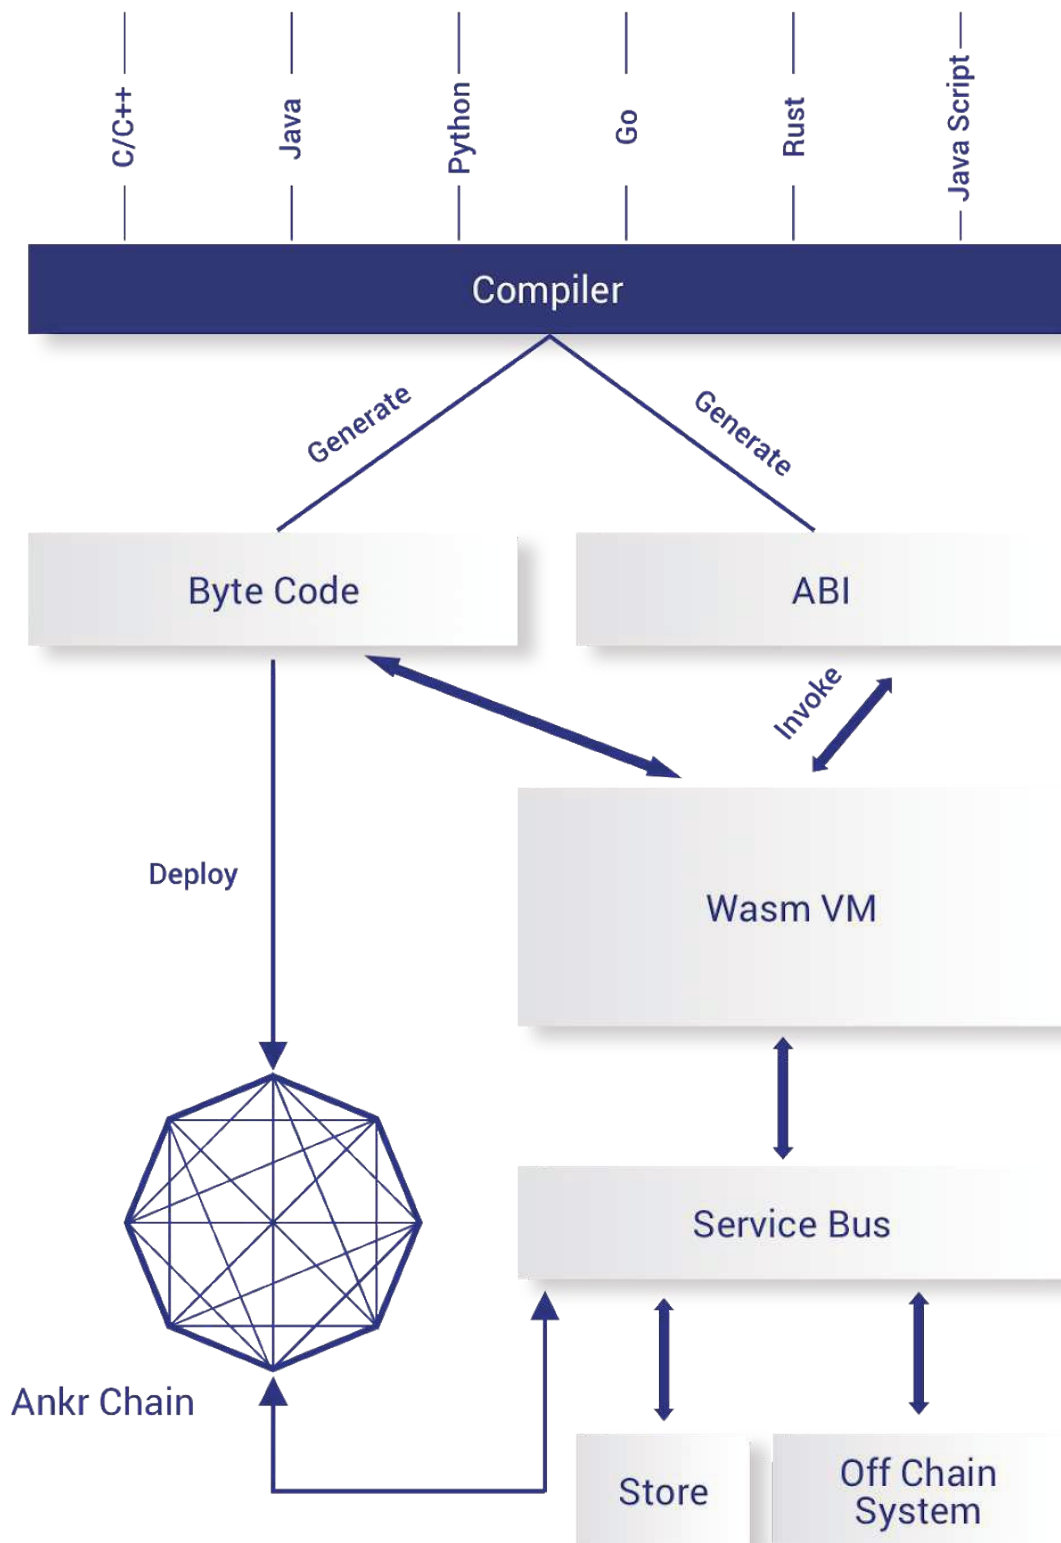 C/C++
Java
Python
Go
Rust
Java Script
Compiler
Generate
Generate
Byte Code
ABI
Invoke
Deploy
Wasm VM
Service Bus
Ankr Chain
Store
Off Chain
System